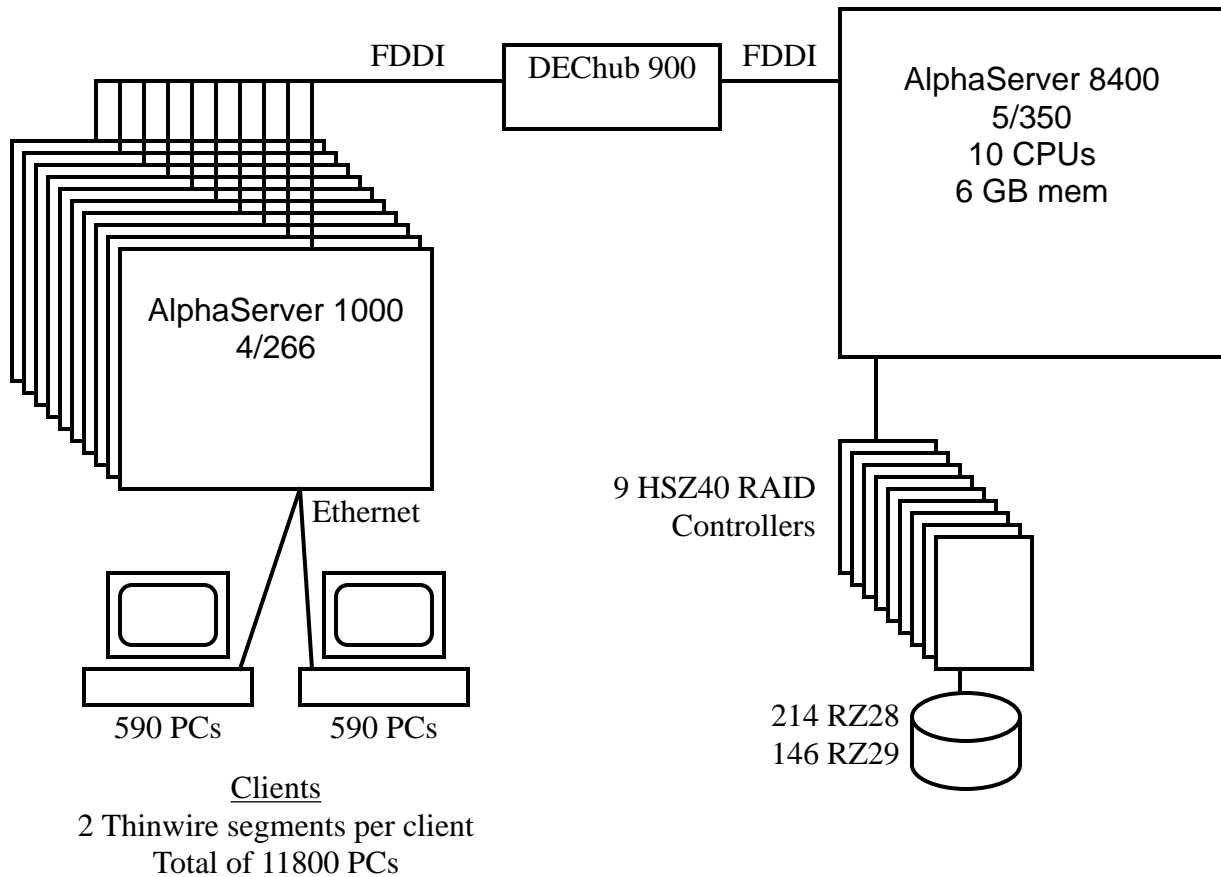 FDDI
DEChub 900
FDDI
AlphaServer 8400
5/350
10 CPUs
6 GB mem
AlphaServer 1000
4/266
Ethernet
9 HSZ40 RAID
Controllers
590 PCs
590 PCs
214 RZ28
146 RZ29
Clients
2 Thinwire segments per client
Total of 11800 PCs